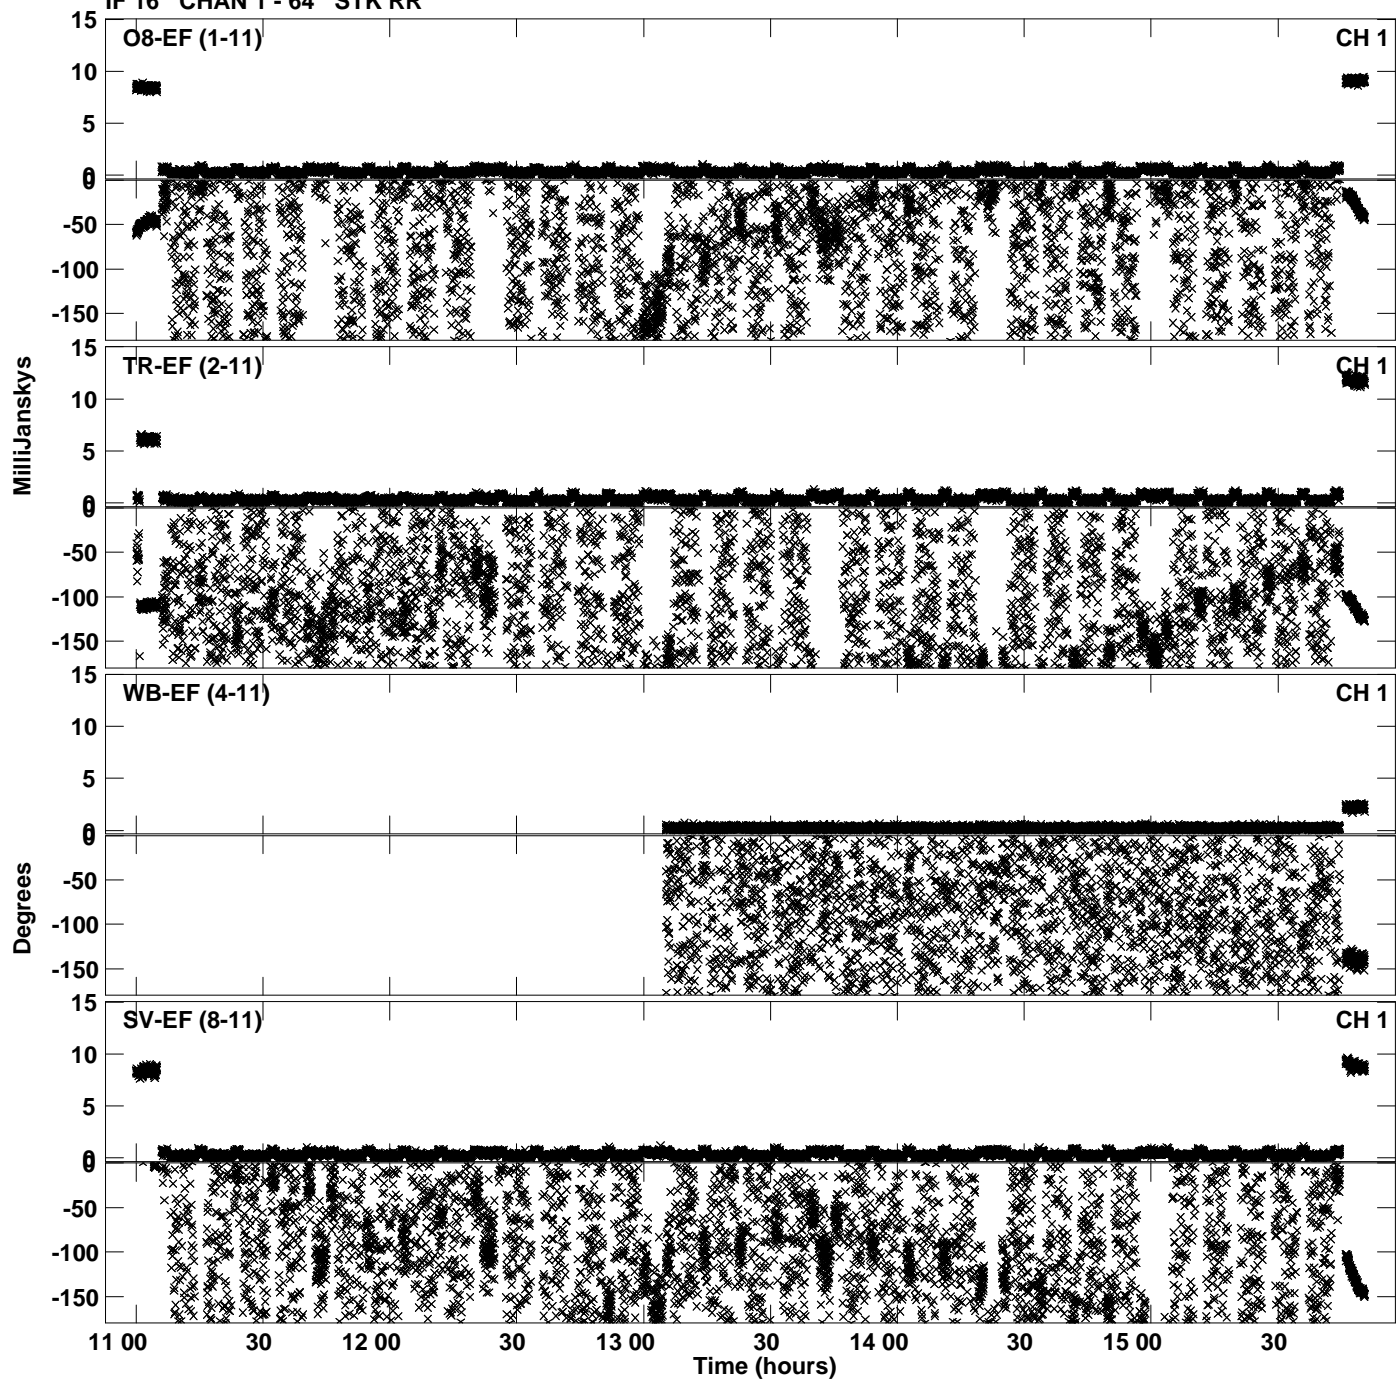 IF 16 CHAN 1 - 64 STK RR
15
O8-EF (1-11)
CH 1
10
5
0
0
-50
-100
-150
15
TR-EF (2-11)
CH 1
10
5
0
0
-50
-100
-150
MilliJanskys
15
WB-EF (4-11)
CH 1
10
5
0
0
-50
-100
-150
Degrees
15
SV-EF (8-11)
CH 1
10
5
0
0
-50
-100
-150
11 00 30 12 00 30 13 00 30 14 00 30 15 00 30
Time (hours)